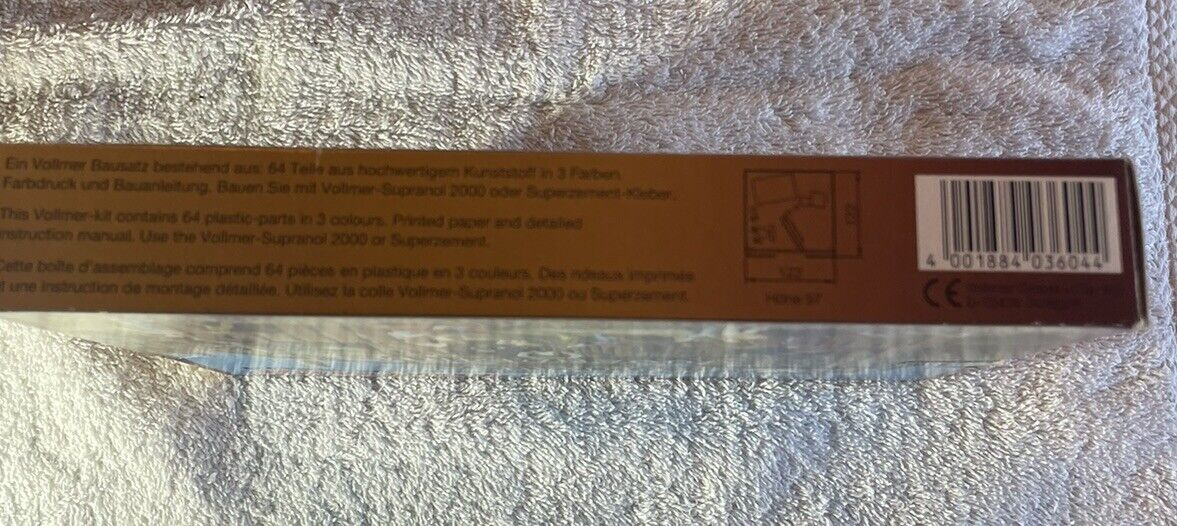 Ein Vollmer Bausatz bestehend aus: 64 Teile aus hochwertigem Kunststoff in 3 Farben.
Farbdruck und Bauanleitung. Bauen Sie mit Vollmer-Supranol 2000 oder Superzement-Kleber.
This Vollmer-kit contains 64 plastic-parts in 3 colours. Printed paper and detailed
instruction manual. Use the Vollmer-Supranol 2000 or Superzement.
Cette boîte d'assemblage comprend 64 pièces en plastique en 3 couleurs. Des rideaux imprimés
et une instruction de montage détaillée. Utilisez la colle Vollmer-Supranol 2000 ou Superzement.
122
Höhe 97
4 001884 036044
CE